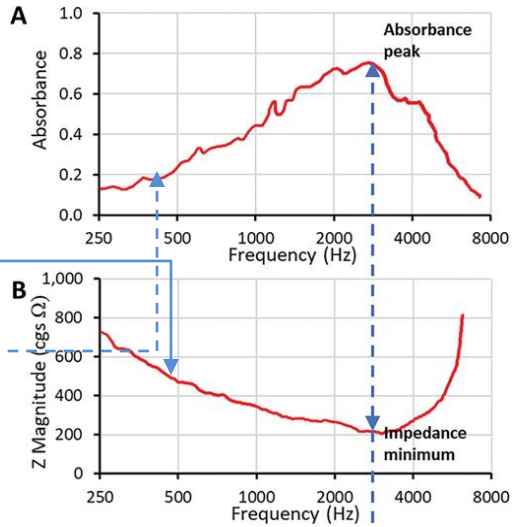 A
Absorbance
peak
1.0
0.8
0.6
0.4
0.2
0.0
Absorbance
250 500 1000 2000 4000 8000
Frequency (Hz)
B
1,000
800
600
400
200
0
Z Magnitude (cgs Ω)
Impedance
minimum
250 500 1000 2000 4000 8000
Frequency (Hz)